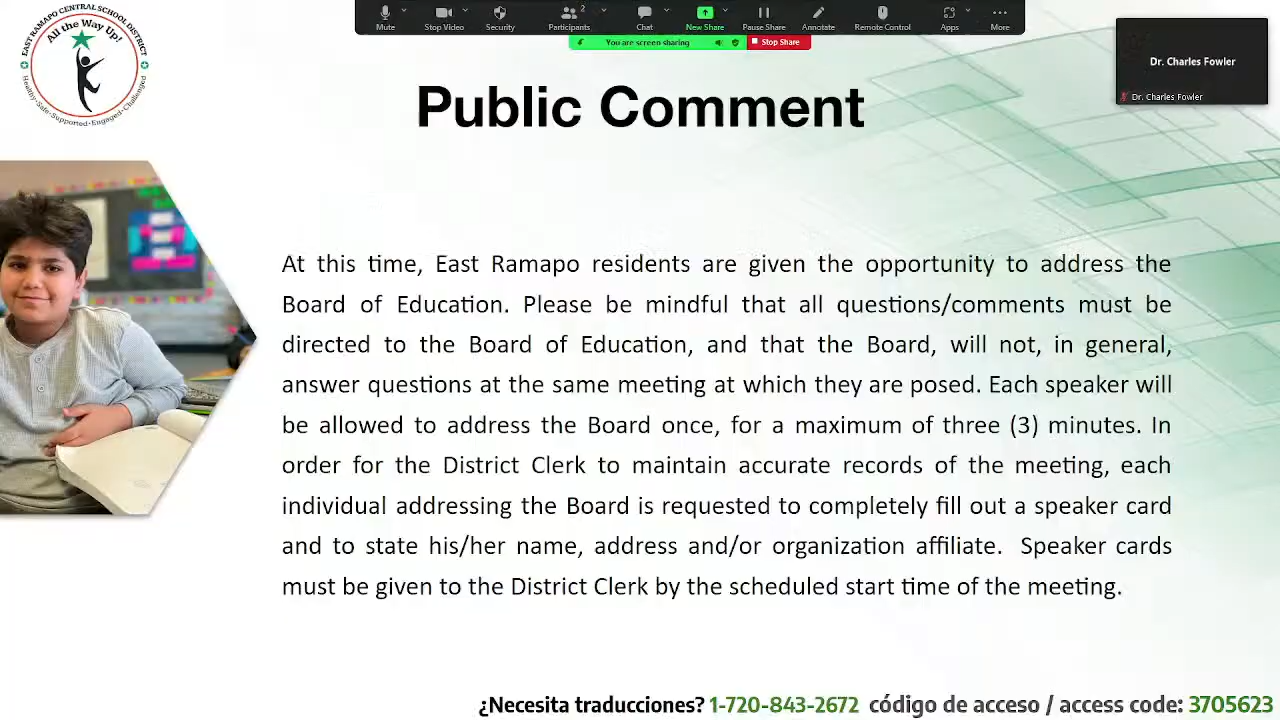 Mute
Stop Video
Security
Participants
2
Chat
New Share
Pause Share
Annotate
Remote Control
Apps
More
You are screen sharing
Stop Share
EAST RAMAPO CENTRAL SCHOOL DISTRICT
All the Way Up!
Healthy•Safe•Supported•Engaged•Challenged
Dr. Charles Fowler
Dr. Charles Fowler
Public Comment
At this time, East Ramapo residents are given the opportunity to address the
Board of Education. Please be mindful that all questions/comments must be
directed to the Board of Education, and that the Board, will not, in general,
answer questions at the same meeting at which they are posed. Each speaker will
be allowed to address the Board once, for a maximum of three (3) minutes. In
order for the District Clerk to maintain accurate records of the meeting, each
individual addressing the Board is requested to completely fill out a speaker card
and to state his/her name, address and/or organization affiliate.  Speaker cards
must be given to the District Clerk by the scheduled start time of the meeting.
¿Necesita traducciones? 1-720-843-2672 código de acceso / access code: 3705623